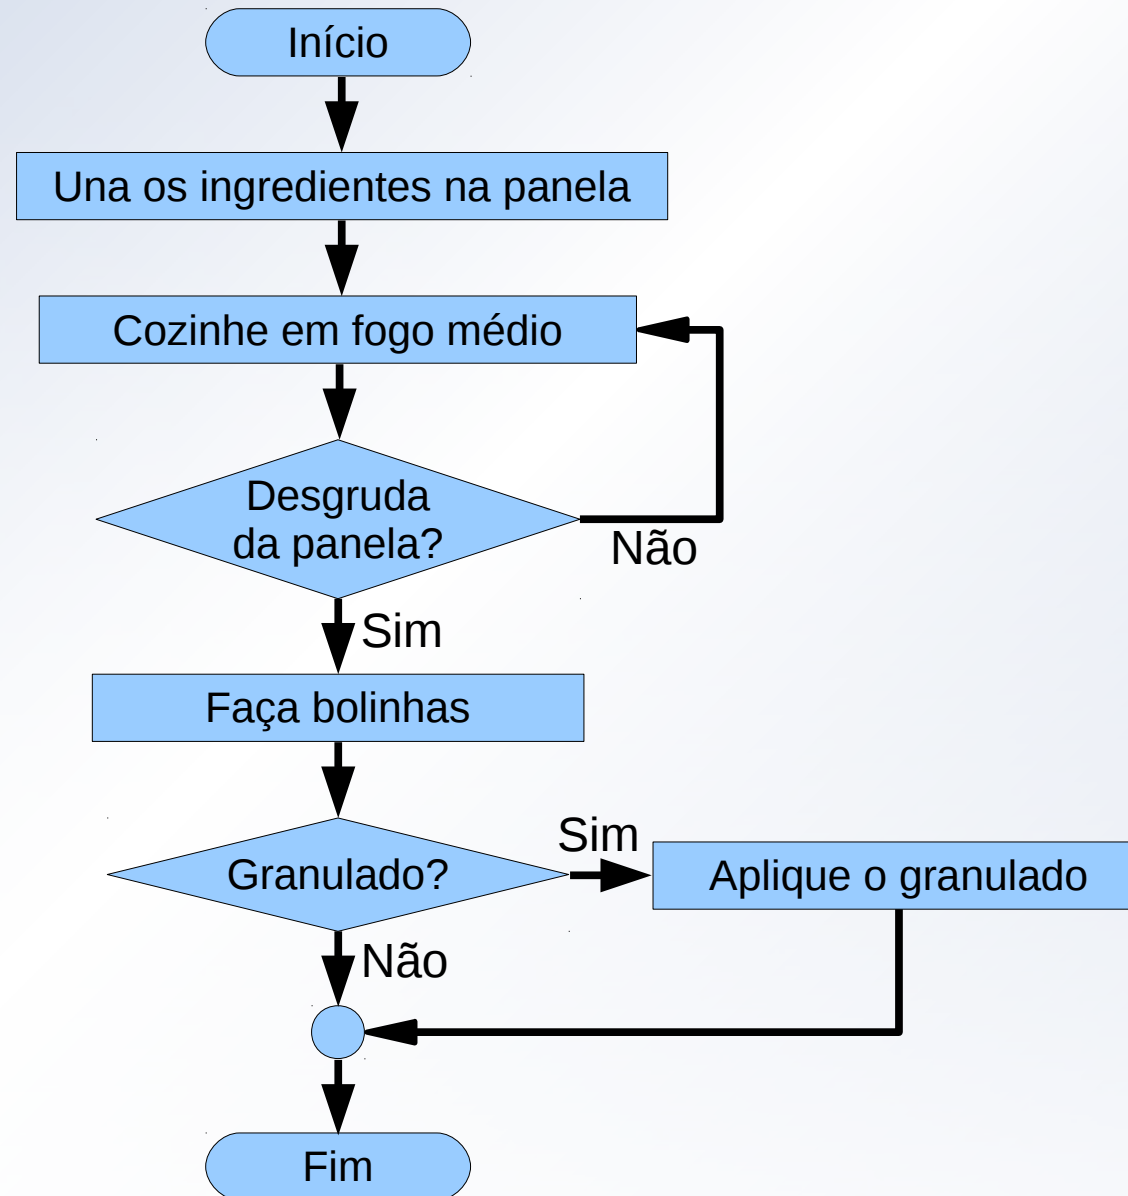 Início
Una os ingredientes na panela
Cozinhe em fogo médio
Desgruda
da panela?
Não
Sim
Faça bolinhas
Granulado?
Sim
Aplique o granulado
Não
Fim